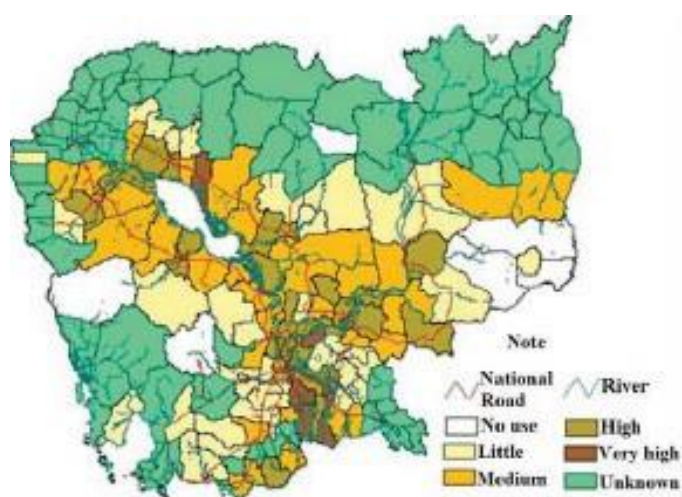 Note
National Road
River
No use
High
Little
Very high
Medium
Unknown